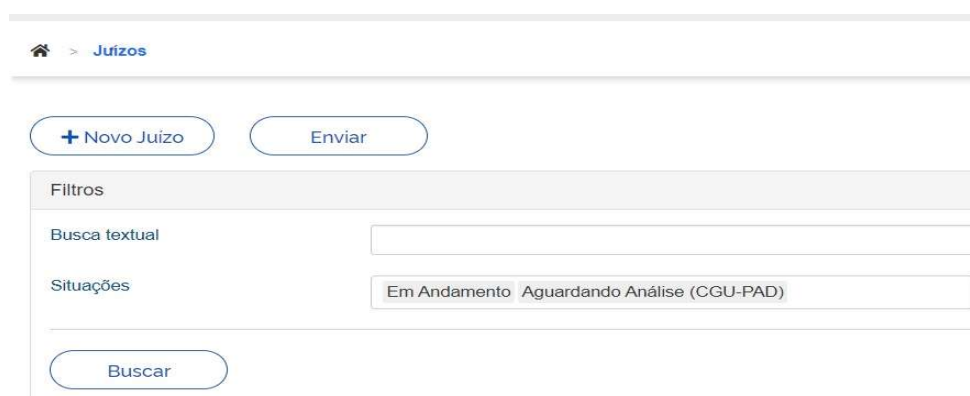 > Juízos
+ Novo Juízo Enviar
Filtros
Busca textual
Situações Em Andamento Aguardando Análise (CGU-PAD)
Buscar